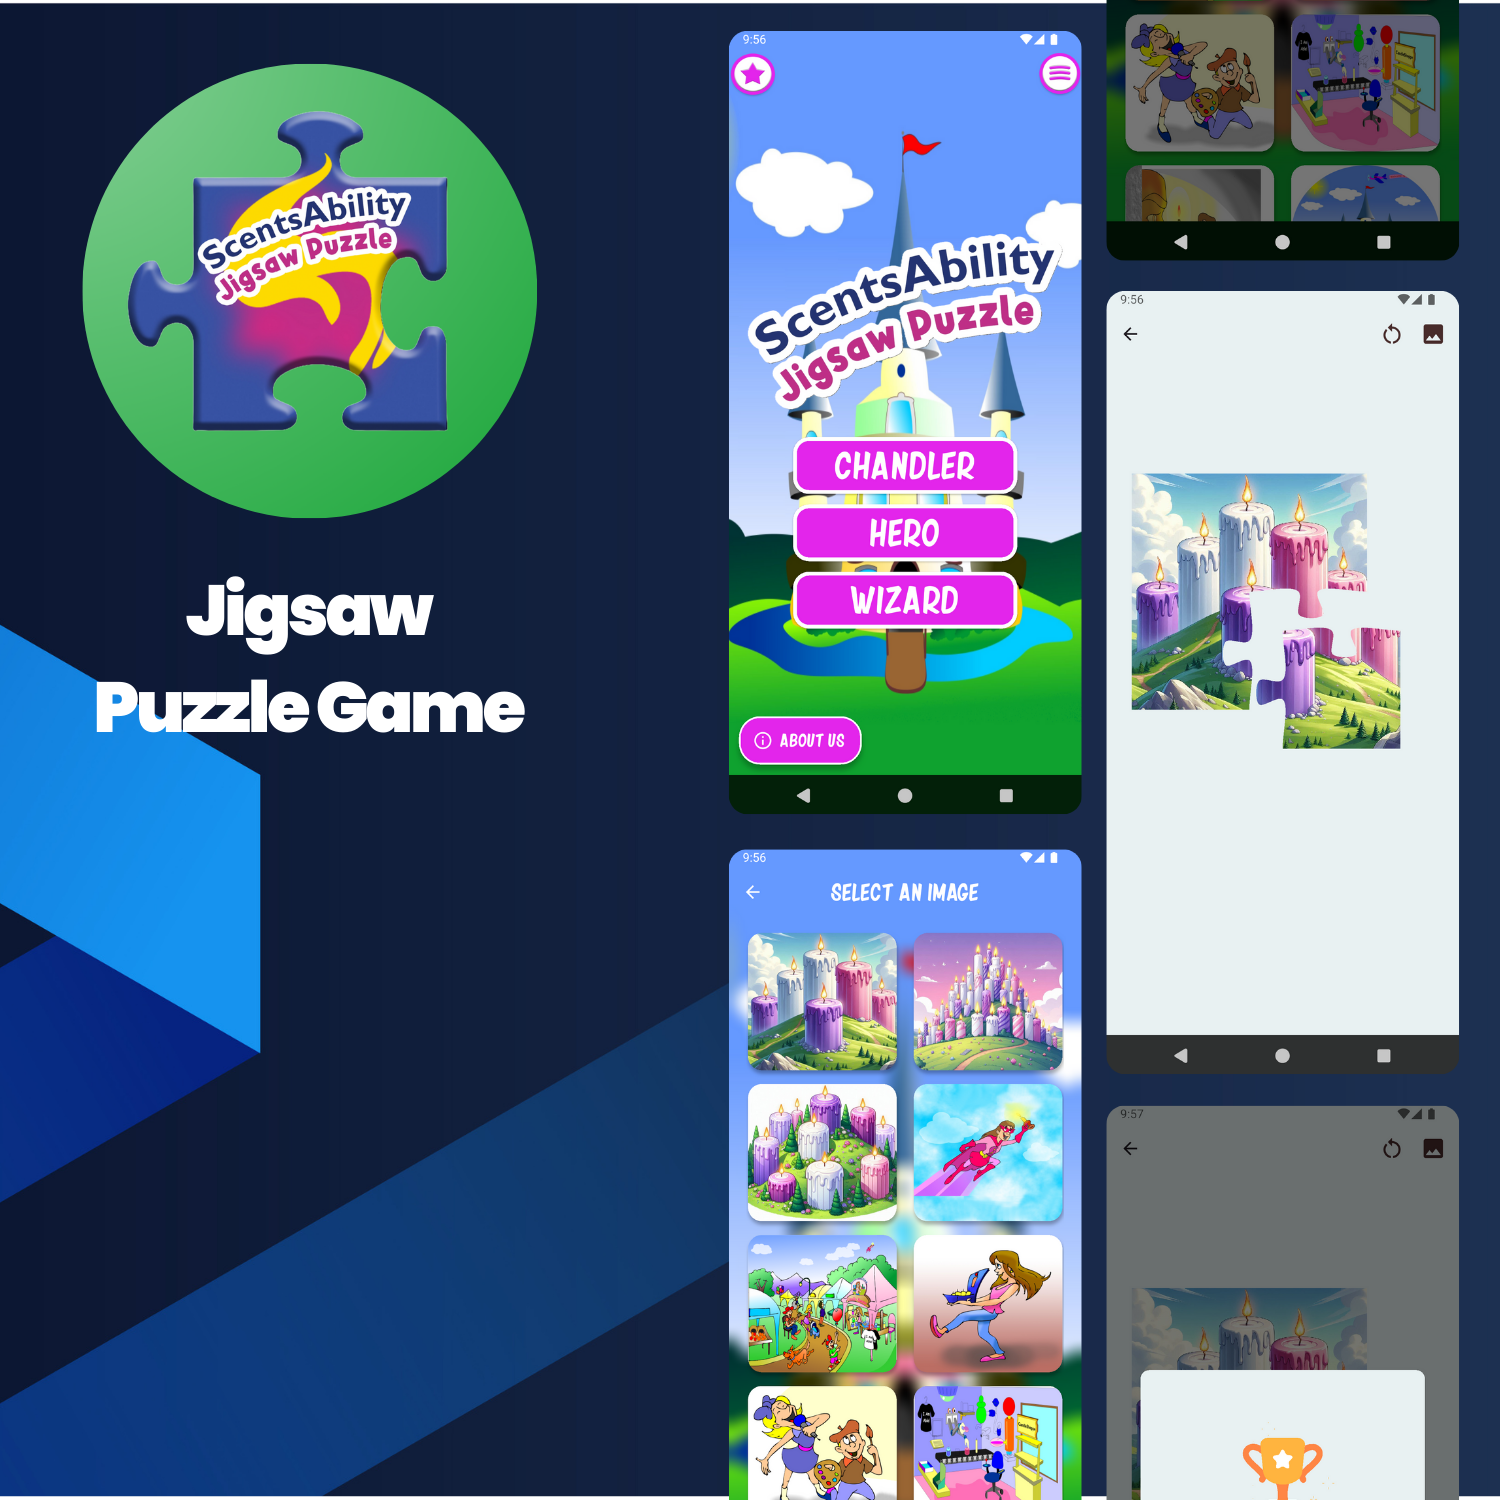 ScentsAbility
Jigsaw Puzzle
Jigsaw
Puzzle Game
9:56
ScentsAbility
Jigsaw Puzzle
CHANDLER
HERO
WIZARD
ABOUT US
9:56
SELECT AN IMAGE
9:56
9:57